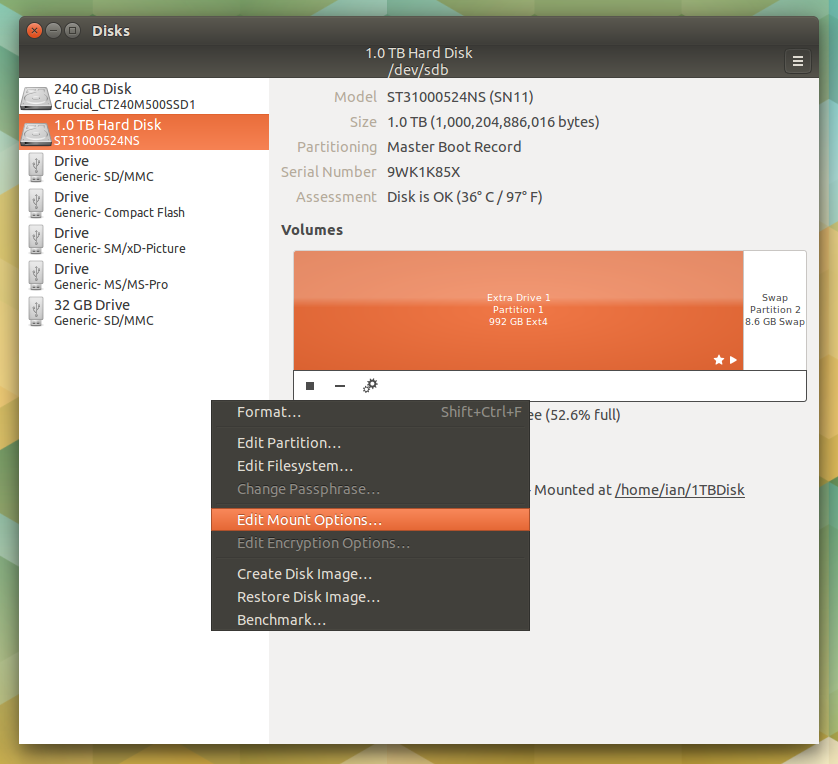 Disks
1.0 TB Hard Disk
/dev/sdb
240 GB Disk
Crucial_CT240M500SSD1
1.0 TB Hard Disk
ST31000524NS
Drive
Generic- SD/MMC
Drive
Generic- Compact Flash
Drive
Generic- SM/xD-Picture
Drive
Generic- MS/MS-Pro
32 GB Drive
Generic- SD/MMC
Model ST31000524NS (SN11)
Size 1.0 TB (1,000,204,886,016 bytes)
Partitioning Master Boot Record
Serial Number 9WK1K85X
Assessment Disk is OK (36° C / 97° F)
Volumes
Extra Drive 1
Partition 1
992 GB Ext4
Swap
Partition 2
8.6 GB Swap
Format… Shift+Ctrl+F
Edit Partition…
Edit Filesystem…
Change Passphrase…
Edit Mount Options…
Edit Encryption Options…
Create Disk Image…
Restore Disk Image…
Benchmark…
(52.6% full)
Mounted at /home/ian/1TBDisk